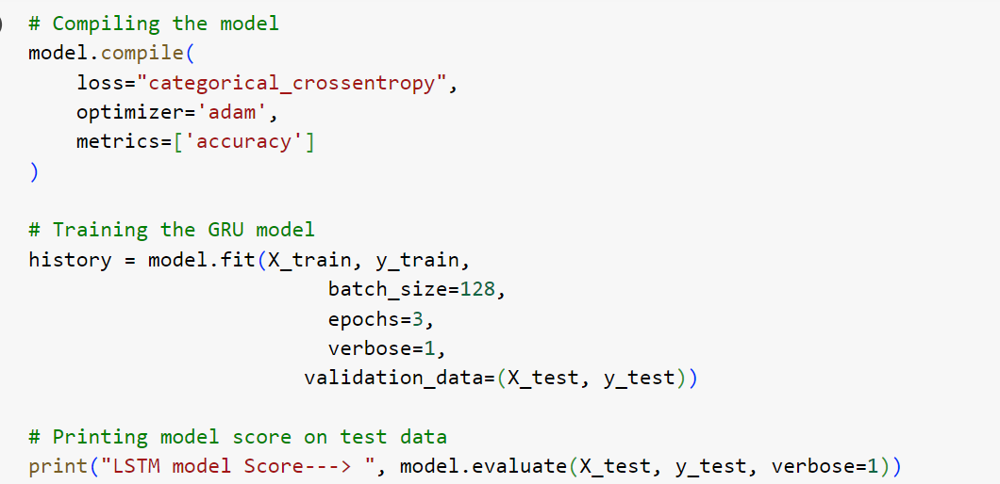 # Compiling the model
model.compile(
    loss="categorical_crossentropy",
    optimizer='adam',
    metrics=['accuracy']
)
# Training the GRU model
history = model.fit(X_train, y_train,
                         batch_size=128,
                         epochs=3,
                         verbose=1,
                       validation_data=(X_test, y_test))
# Printing model score on test data
print("LSTM model Score---> ", model.evaluate(X_test, y_test, verbose=1))